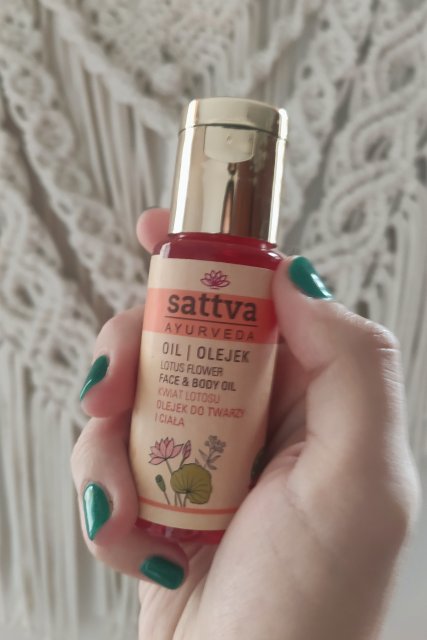 sattva
AYURVEDA
OIL | OLEJEK
LOTUS FLOWER
FACE & BODY OIL
KWIAT LOTOSU
OLEJEK DO TWARZY
I CIAŁA